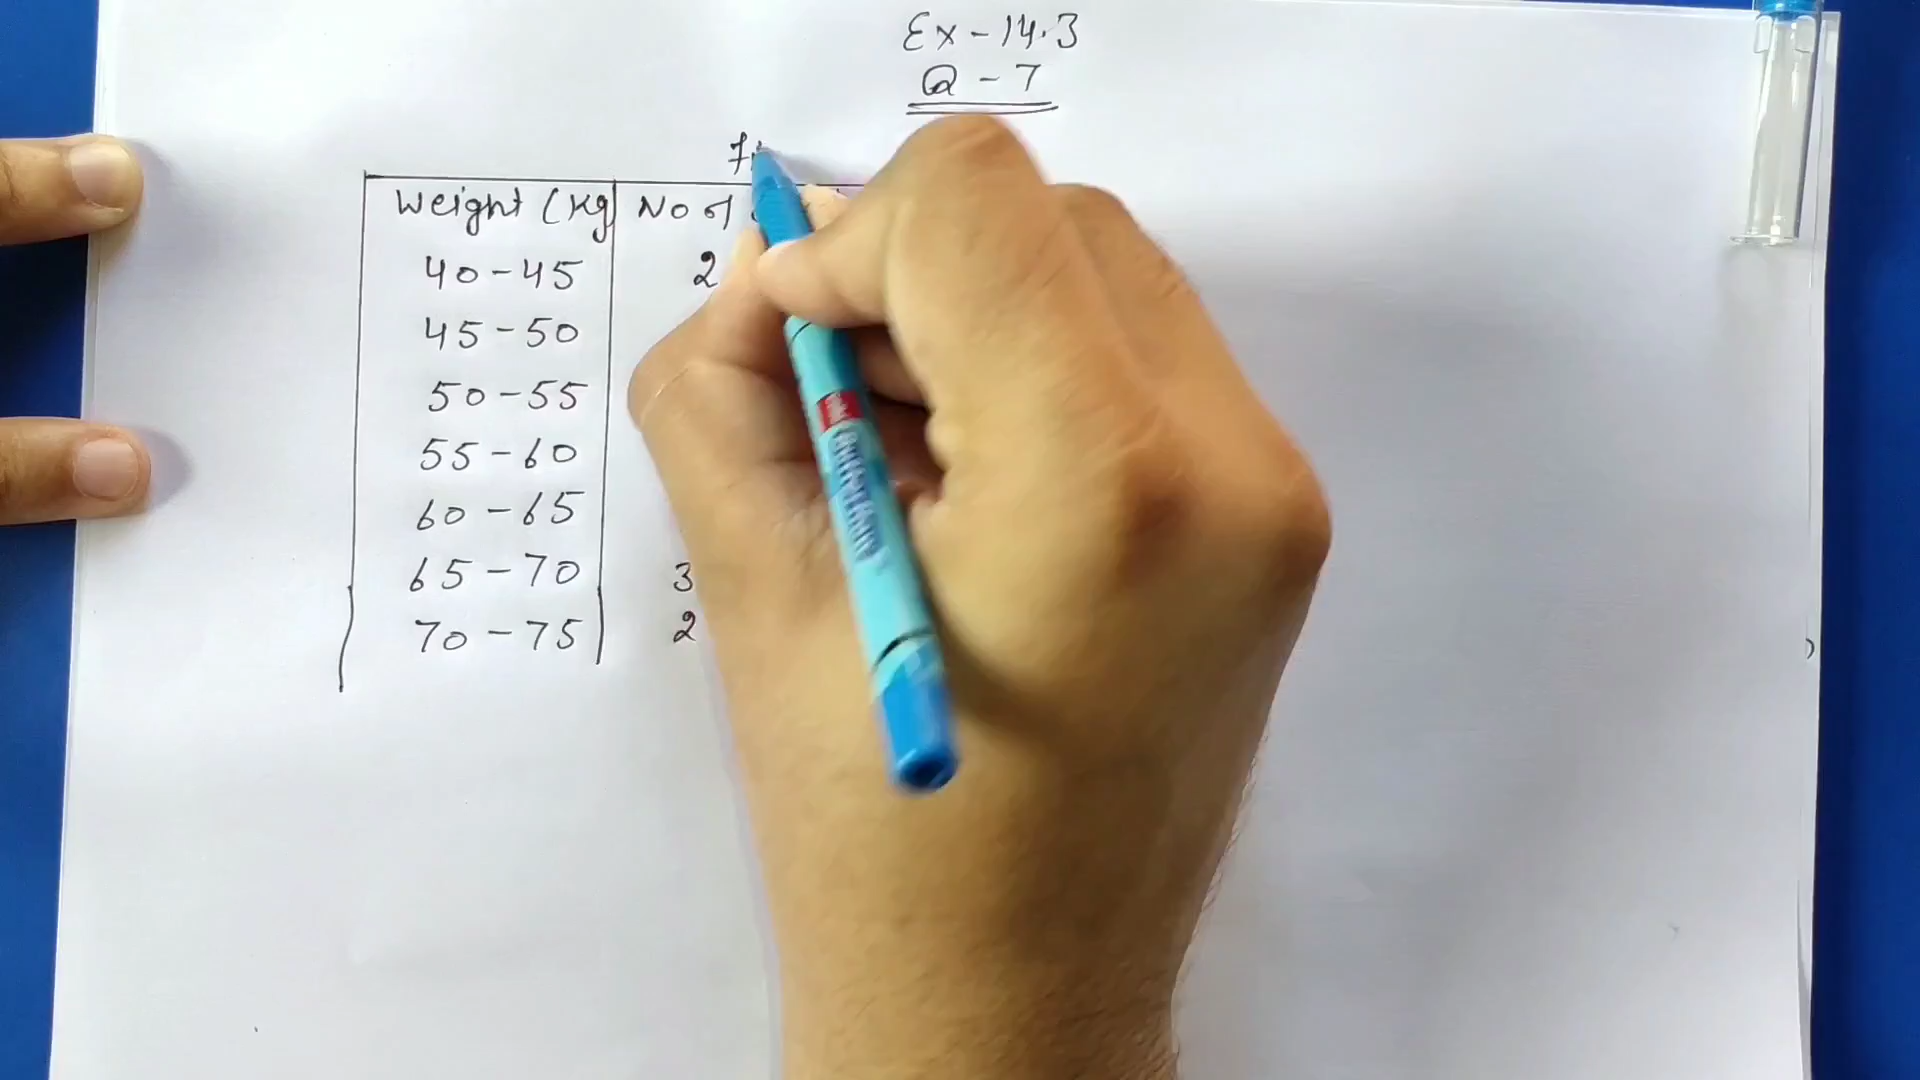 Ex - 14.3
Q - 7
fi
Weight (Kg) No of
40 - 45 2
45 - 50
50 - 55
55 - 60
60 - 65
65 - 70 3
70 - 75 2